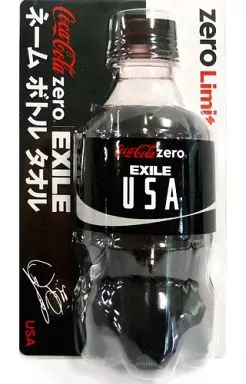 zero Limit
Coca-Cola zero. EXILE
ネーム ボトル タオル
USA
Coca-Cola zero
EXILE
USA